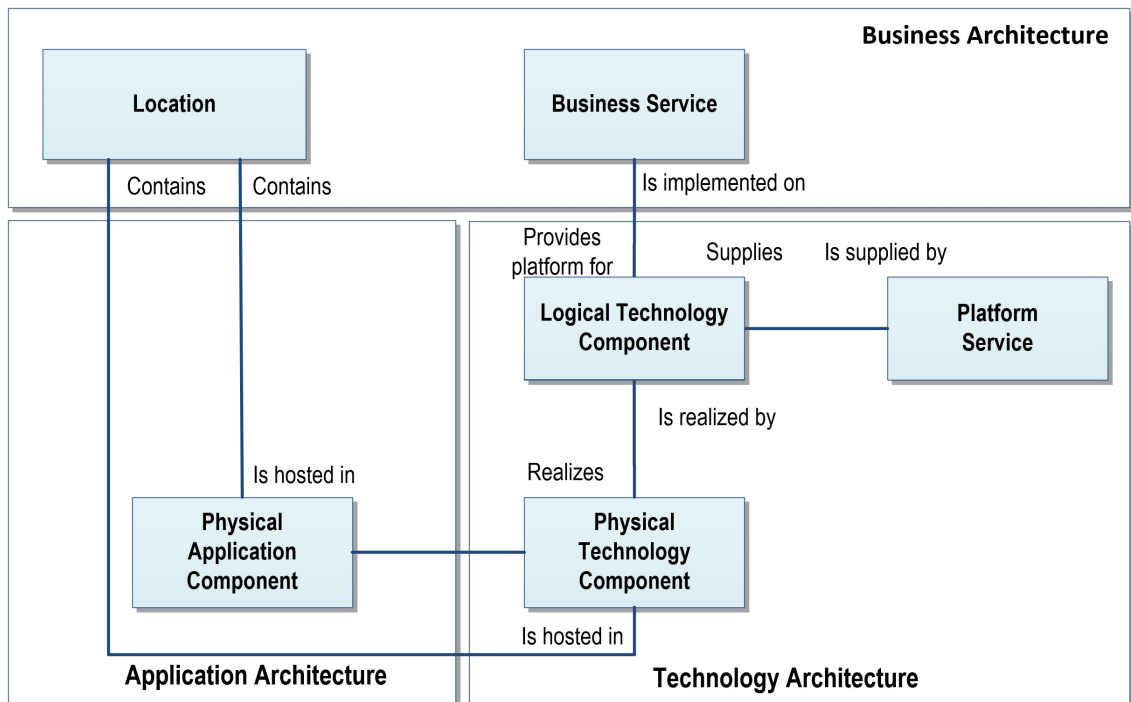 Business Architecture
Location
Business Service
Contains
Contains
Is implemented on
Provides
platform for
Supplies
Is supplied by
Logical Technology
Component
Platform
Service
Is realized by
Is hosted in
Realizes
Physical
Application
Component
Physical
Technology
Component
Is hosted in
Application Architecture
Technology Architecture